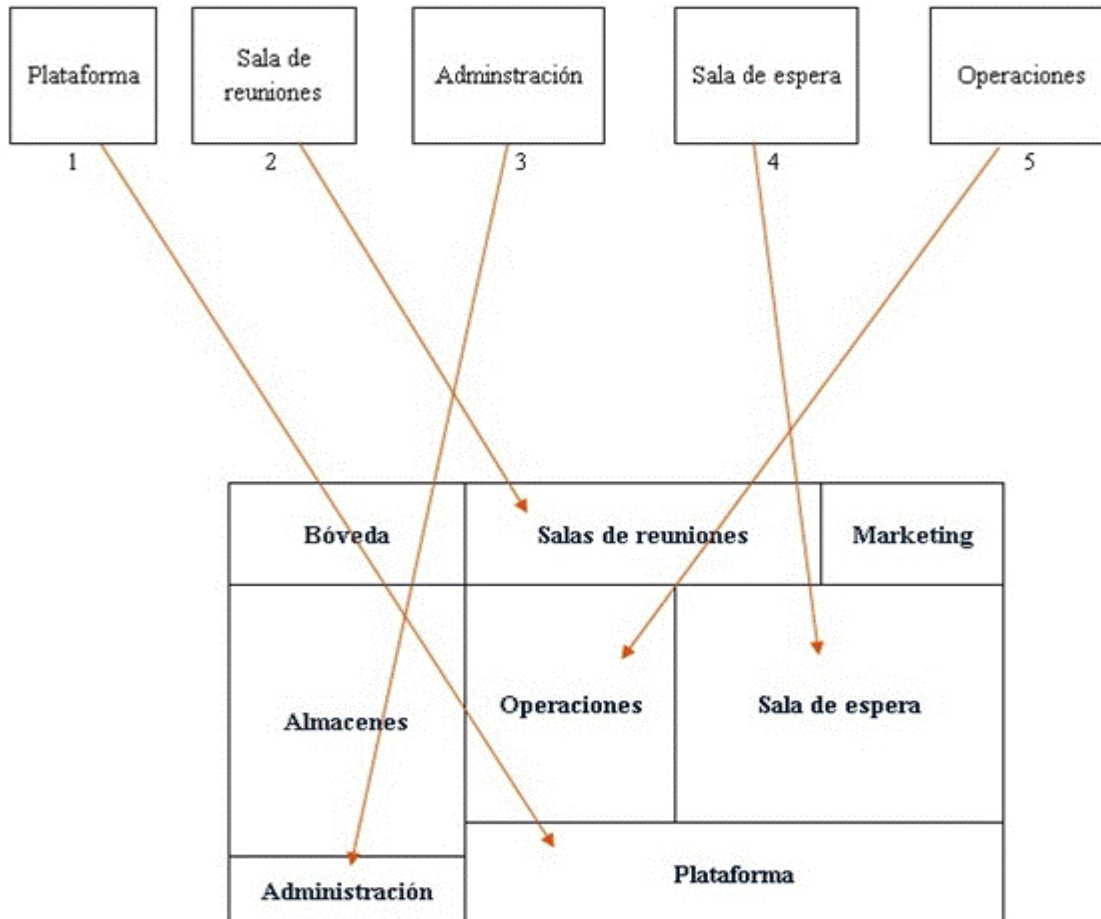 Plataforma
Sala de
reuniones
Adminstración
Sala de espera
Operaciones
1
2
3
4
5
Bóveda
Salas de reuniones
Marketing
Almacenes
Operaciones
Sala de espera
Administración
Plataforma